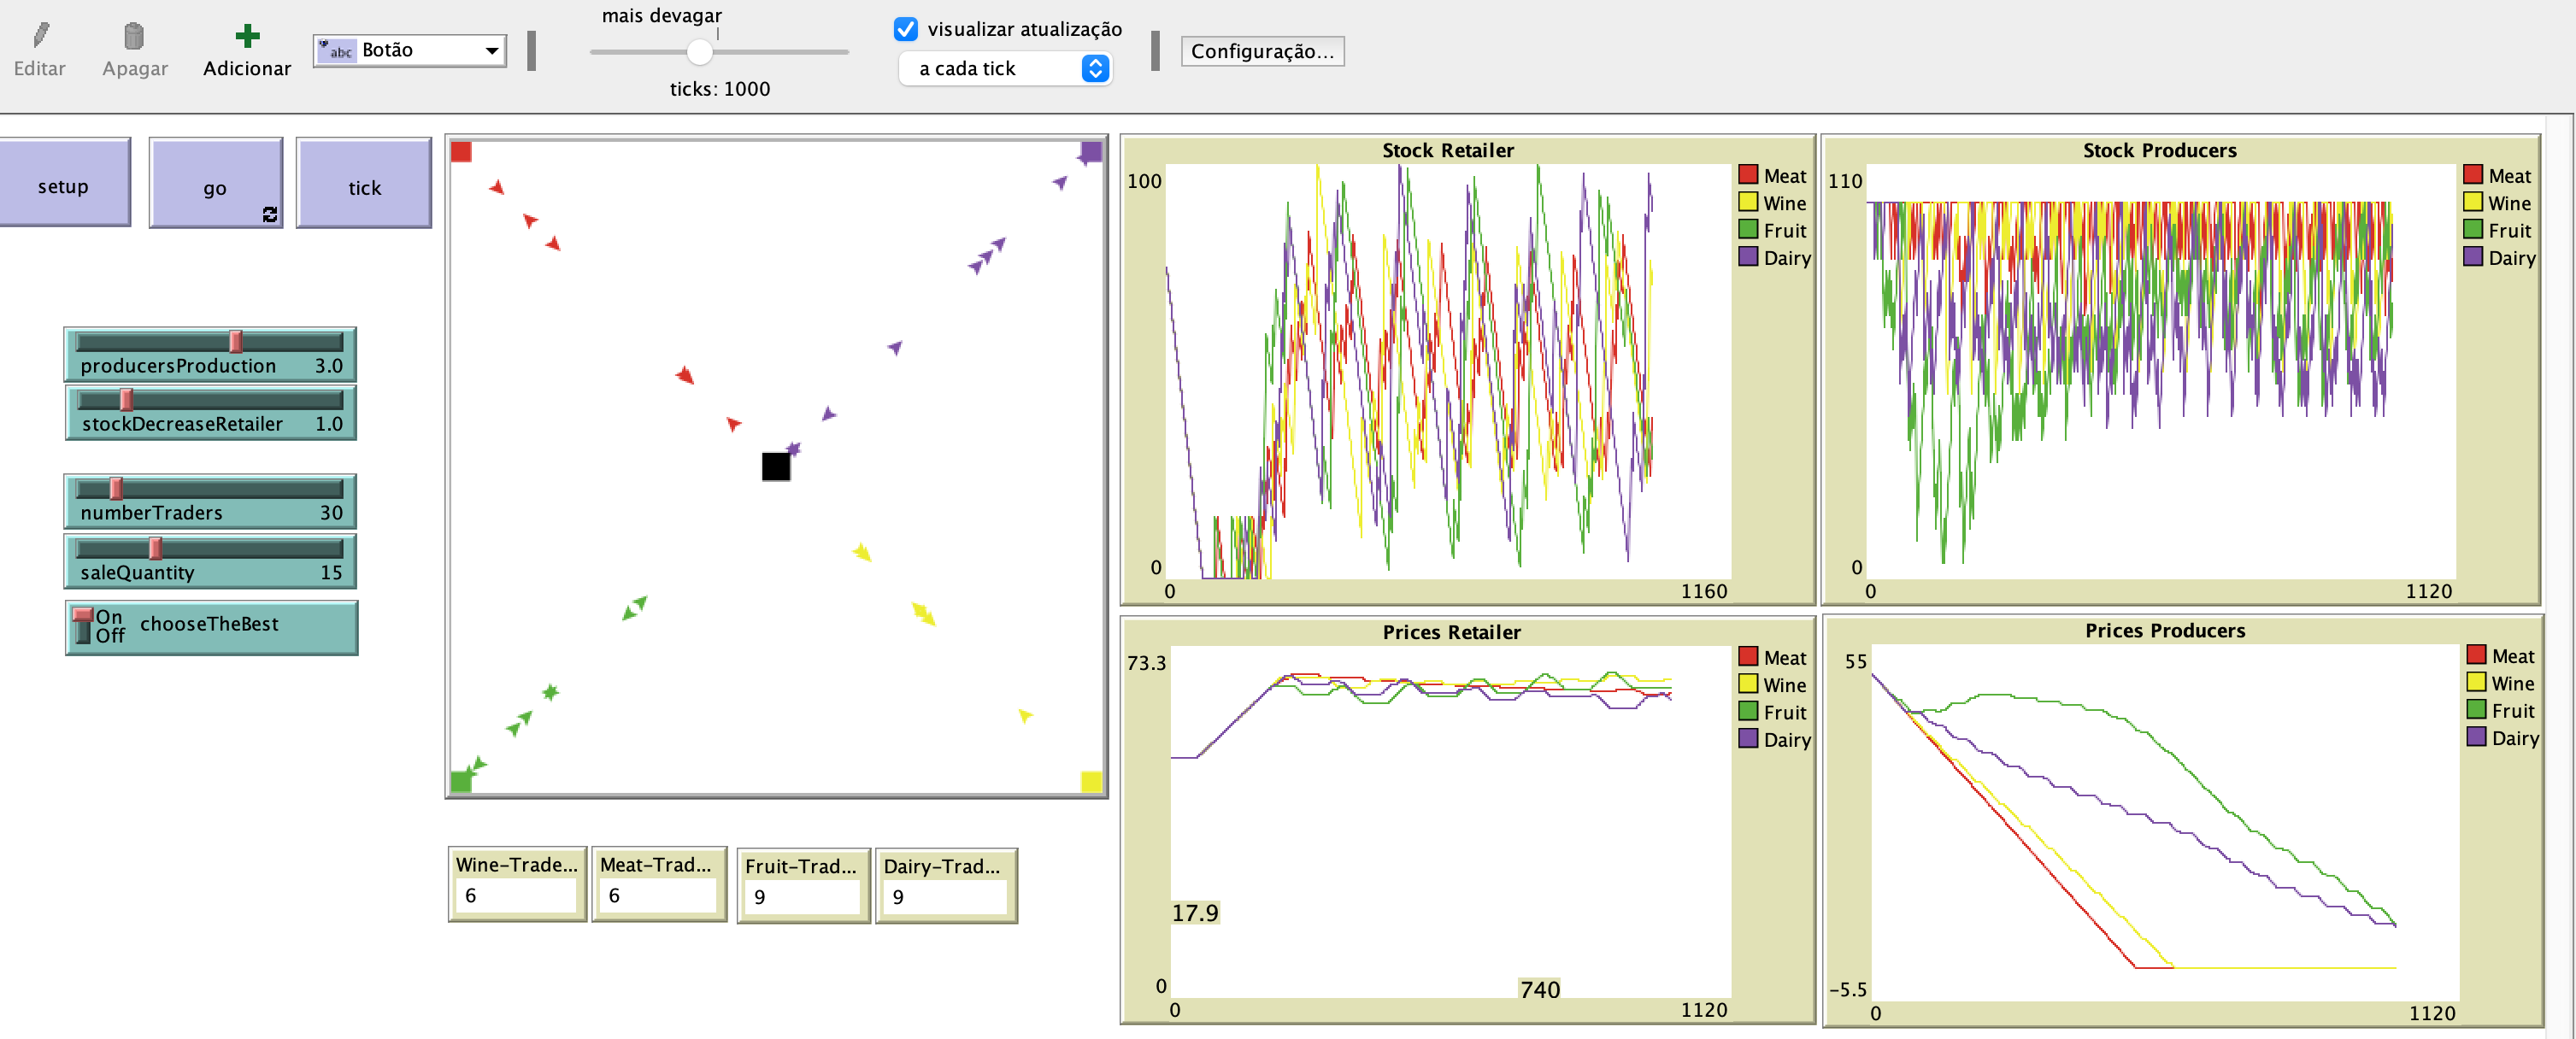 mais devagar
Editar
Apagar
Adicionar
abc Botão
visualizar atualização
a cada tick
Configuração...
ticks: 1000
setup
go
tick
producersProduction 3.0
stockDecreaseRetailer 1.0
numberTraders 30
saleQuantity 15
On
Off
chooseTheBest
Wine-Trade...
6
Meat-Trad...
6
Fruit-Trad...
9
Dairy-Trad...
9
Stock Retailer
100
0
0
1160
Meat
Wine
Fruit
Dairy
Stock Producers
110
0
0
1120
Meat
Wine
Fruit
Dairy
Prices Retailer
73.3
17.9
0
740
0
1120
Meat
Wine
Fruit
Dairy
Prices Producers
55
-5.5
0
1120
Meat
Wine
Fruit
Dairy